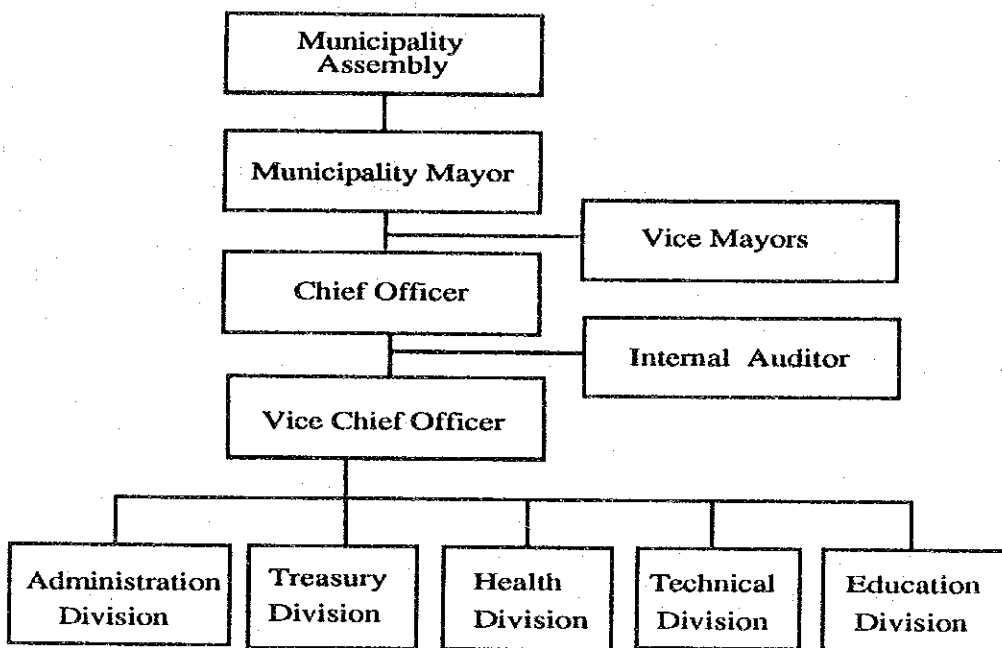 Municipality
Assembly
Municipality Mayor
Vice Mayors
Chief Officer
Internal Auditor
Vice Chief Officer
Administration
Division
Treasury
Division
Health
Division
Technical
Division
Education
Division